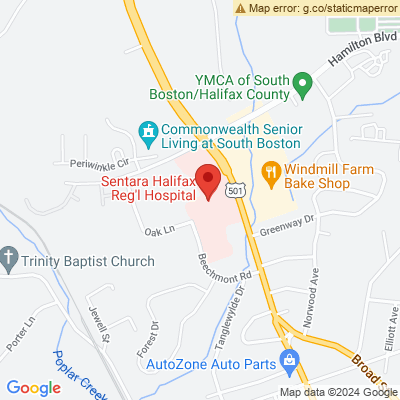 Map error: g.co/staticmaperror
Hamilton Blvd
YMCA of South
Boston/Halifax
County
Commonwealth Senior
Living at South Boston
Periwinkle Cir
Windmill Farm
Bake Shop
Sentara Halifax
Reg'l Hospital
501
Oak Ln
Greenway Dr
Trinity Baptist Church
Beechmont Rd
Tanglewylde Dr
Norwood Ave
Jewell Sr
Porter Ln
Forest Dr
Elliott Ave
Poplar Creek
AutoZone Auto Parts
Broad S
Google
Map data ©2024 Google